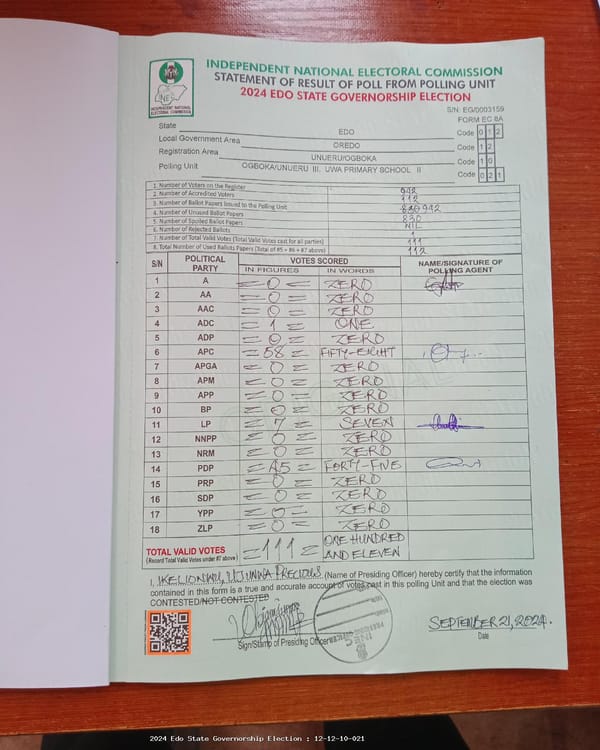 INDEPENDENT NATIONAL ELECTORAL COMMISSION
STATEMENT OF RESULT OF POLL FROM POLLING UNIT
2024 EDO STATE GOVERNORSHIP ELECTION
INEC
INDEPENDENT NATIONAL ELECTORAL COMMISSION
S/N: EG/0003159
FORM EC 8A
State EDO Code 0 1 2
Local Government Area OREDO Code 1 2
Registration Area UNUERU/OGBOKA Code 1 0
Polling Unit OGBOKA/UNUERU III. UWA PRIMARY SCHOOL II Code 0 2 1
1. Number of Voters on the Register 942
2. Number of Accredited Voters 112
3. Number of Ballot Papers Issued to the Polling Unit 942
4. Number of Unused Ballot Papers 830
5. Number of Spoiled Ballot Papers NIL
6. Number of Rejected Ballots 1
7. Number of Total Valid Votes (Total Valid Votes cast for all parties) 111
8. Total Number of Used Ballots Papers (Total of #5 + #6 + #7 above) 112
S/N POLITICAL PARTY VOTES SCORED NAME/SIGNATURE OF POLLING AGENT
IN FIGURES IN WORDS
1 A = 0 = ZERO
2 AA = 0 = ZERO
3 AAC = 0 = ZERO
4 ADC = 1 = ONE
5 ADP = 0 = ZERO
6 APC = 58 = FIFTY-EIGHT
7 APGA = 0 = ZERO
8 APM = 0 = ZERO
9 APP = 0 = ZERO
10 BP = 0 = ZERO
11 LP = 7 = SEVEN
12 NNPP = 0 = ZERO
13 NRM = 0 = ZERO
14 PDP = 45 = FORTY-FIVE
15 PRP = 0 = ZERO
16 SDP = 0 = ZERO
17 YPP = 0 = ZERO
18 ZLP = 0 = ZERO
TOTAL VALID VOTES = 111 = ONE HUNDRED AND ELEVEN
(Record Total Valid Votes under #7 above)
I, PRECIOUS (Name of Presiding Officer) hereby certify that the information
contained in this form is a true and accurate account of votes cast in this polling Unit and that the election was
CONTESTED/NOT CONTESTED
SEPTEMBER 21, 2024.
Sign/Stamp of Presiding Officer Date
INEC
2024 Edo State Governorship Election : 12-12-10-021